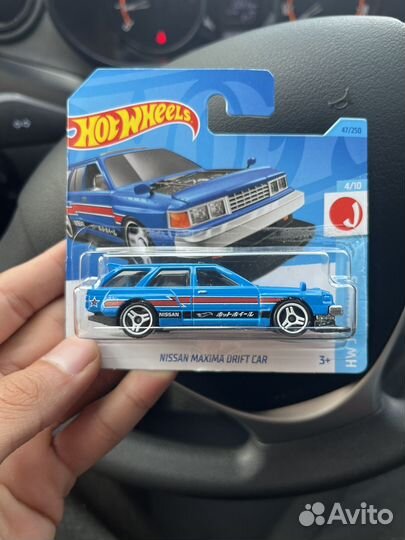 HOT WHEELS
47/250
4/10
J
NISSAN
ホットウィール
NISSAN MAXIMA DRIFT CAR
3+
HW J
Avito